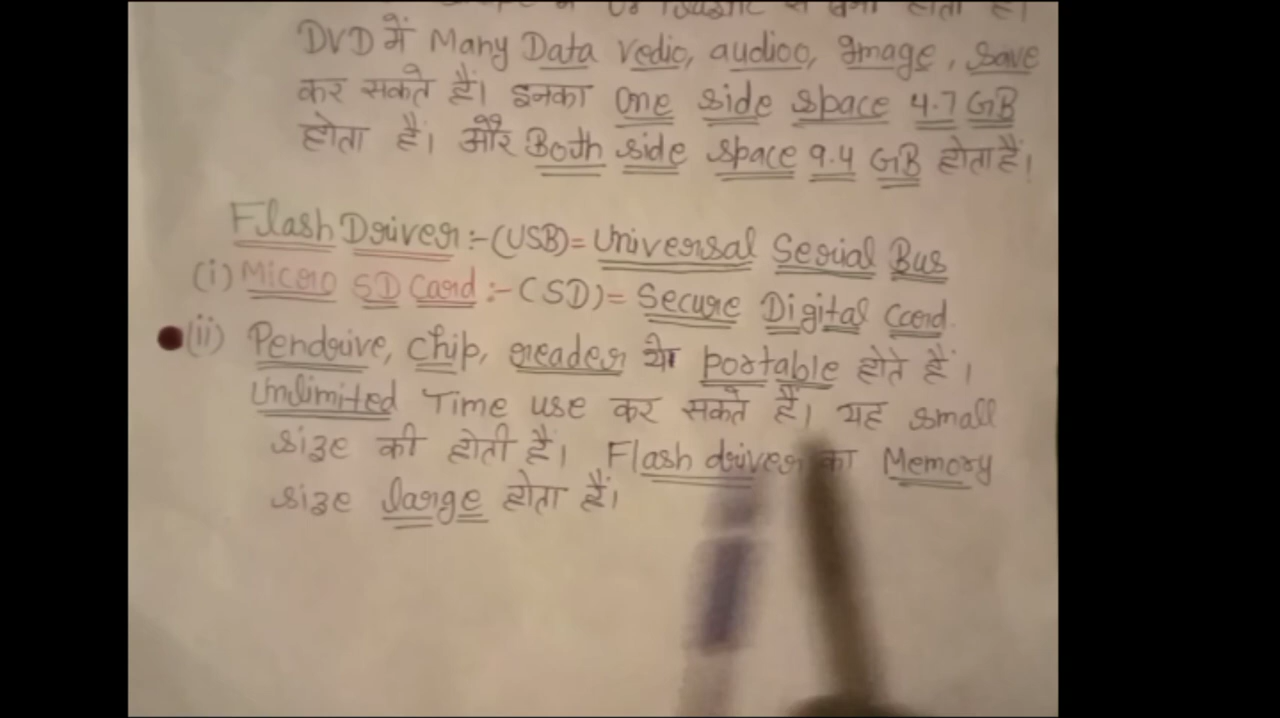 से बना होता है।
DVD में Many Data Vedio, audioo, Image, Save
कर सकते हैं। इनका One side space 4.7 GB
होता है। और Both side space 9.4 GB होता हैं।
Flash Driver :- (USB) = Universal Serial Bus
(i) Micro SD Card :- (SD) = Secure Digital Card.
(ii) Pendrive, Chip, reader ये portable होते हैं।
Unlimited Time use कर सकते हैं। यह small
size की होती हैं। Flash driver का Memory
size large होता हैं।